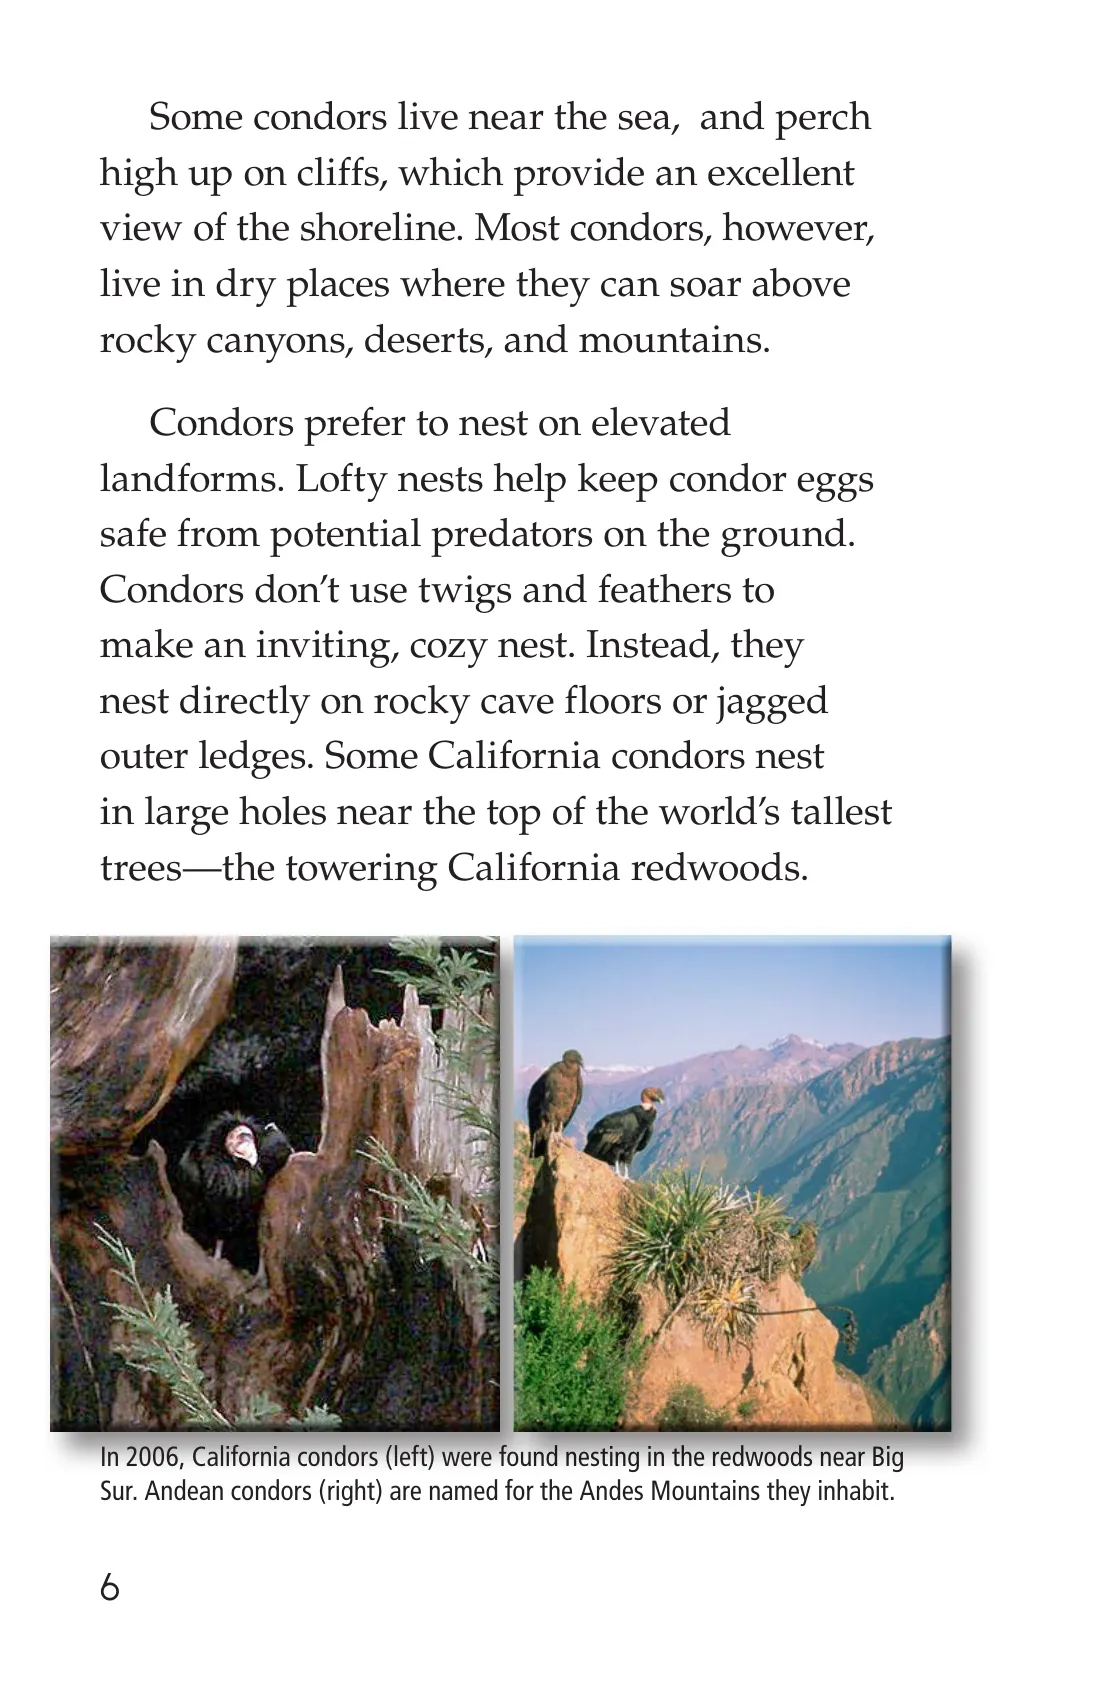 Some condors live near the sea,  and perch
high up on cliffs, which provide an excellent
view of the shoreline. Most condors, however,
live in dry places where they can soar above
rocky canyons, deserts, and mountains.
Condors prefer to nest on elevated
landforms. Lofty nests help keep condor eggs
safe from potential predators on the ground.
Condors don’t use twigs and feathers to
make an inviting, cozy nest. Instead, they
nest directly on rocky cave floors or jagged
outer ledges. Some California condors nest
in large holes near the top of the world’s tallest
trees—the towering California redwoods.
In 2006, California condors (left) were found nesting in the redwoods near Big
Sur. Andean condors (right) are named for the Andes Mountains they inhabit.
6